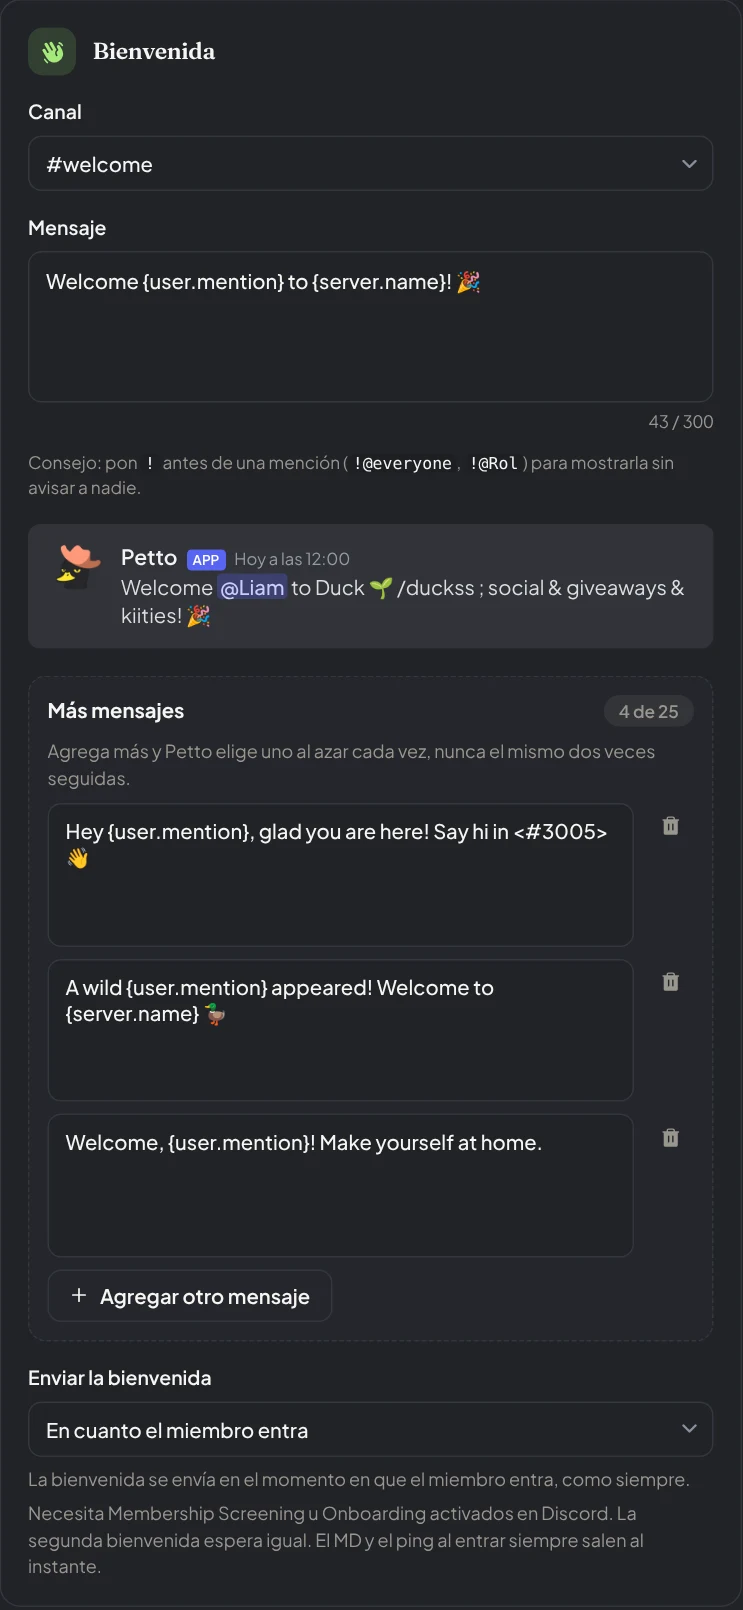 Bienvenida
Canal
#welcome
Mensaje
Welcome {user.mention} to {server.name}! 🎉
43 / 300
Consejo: pon ! antes de una mención ( !@everyone , !@Rol ) para mostrarla sin
avisar a nadie.
Petto APP Hoy a las 12:00
Welcome @Liam to Duck 🌱 /duckss ; social & giveaways &
kiities! 🎉
Más mensajes
4 de 25
Agrega más y Petto elige uno al azar cada vez, nunca el mismo dos veces
seguidas.
Hey {user.mention}, glad you are here! Say hi in <#3005>
👋
A wild {user.mention} appeared! Welcome to
{server.name} 🦆
Welcome, {user.mention}! Make yourself at home.
+ Agregar otro mensaje
Enviar la bienvenida
En cuanto el miembro entra
La bienvenida se envía en el momento en que el miembro entra, como siempre.
Necesita Membership Screening u Onboarding activados en Discord. La
segunda bienvenida espera igual. El MD y el ping al entrar siempre salen al
instante.